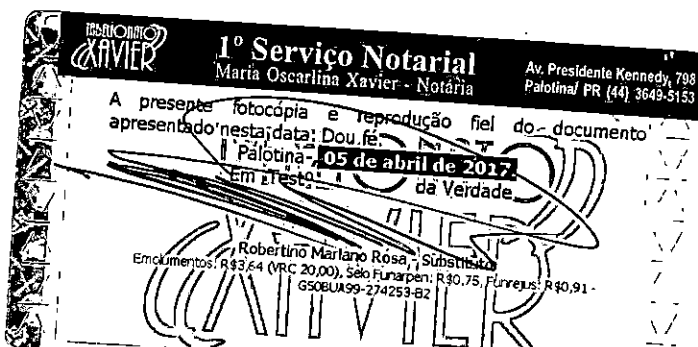 TABELIONATO
XAVIER
1º Serviço Notarial
Maria Oscarlina Xavier - Notária
Av. Presidente Kennedy, 798
Palotina/ PR (44) 3649-5153
A presente fotocópia e reprodução fiel do documento
apresentado nesta data. Dou fé.
Palotina- 05 de abril de 2017.
Em Testº da Verdade
Robertino Mariano Rosa - Substituto
Emolumentos: R$3,64 (VRC 20,00), Selo Funarpen: R$0,75, Funrejus: R$0,91 -
G50BUA99-274253-82
XAVIER